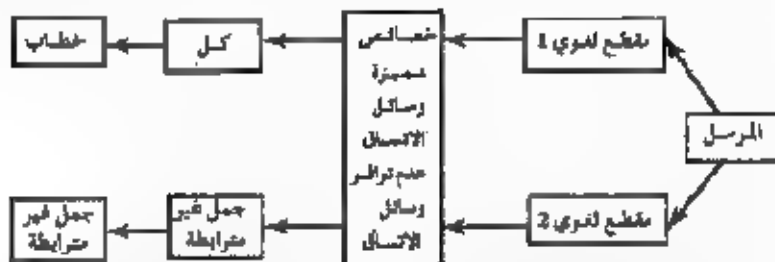 المرسل
مقطع لغوي 1
خصائص
مميزة
وسائل
الاتساق
كل
خطاب
مقطع لغوي 2
عدم توافر
وسائل
الاتساق
جمل غير
مترابطة
جمل غير
مترابطة